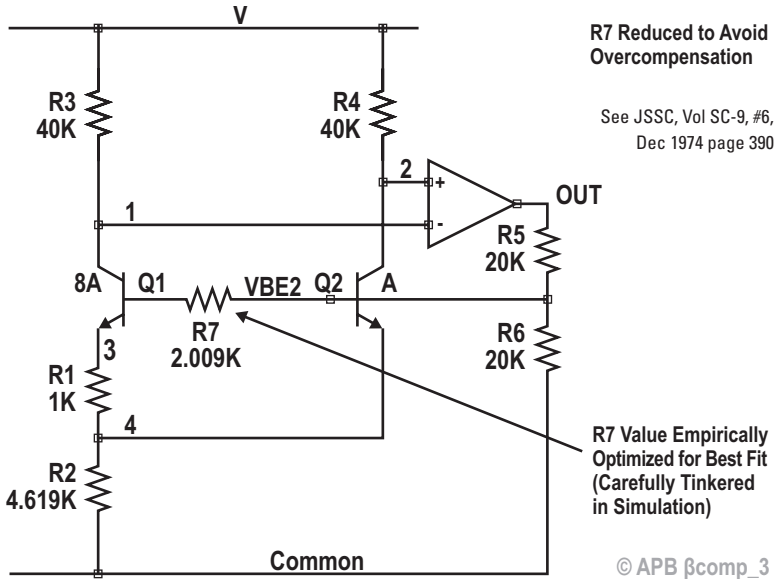 V
R7 Reduced to Avoid
Overcompensation
See JSSC, Vol SC-9, #6,
Dec 1974 page 390
R3
40K
R4
40K
2
+
-
OUT
1
R5
20K
8A
Q1
VBE2
Q2
A
R7
2.009K
R6
20K
3
R1
1K
4
R2
4.619K
R7 Value Empirically
Optimized for Best Fit
(Carefully Tinkered
in Simulation)
Common
© APB βcomp_3